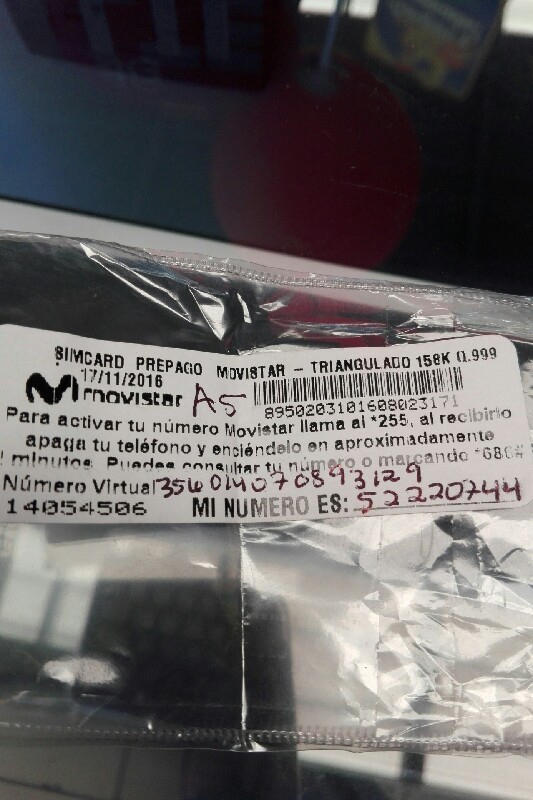 SIMCARD PREPAGO MOVISTAR - TRIANGULADO 158K 0.999
17/11/2016
movistar A5
8950203101608023171
Para activar tu número Movistar llama al *255, al recibirlo
apaga tu teléfono y enciéndelo en aproximadamente
minutos. Puedes consultar tu número marcando *686#
Número Virtual 356014070893129
14054506 MI NUMERO ES: 52220744